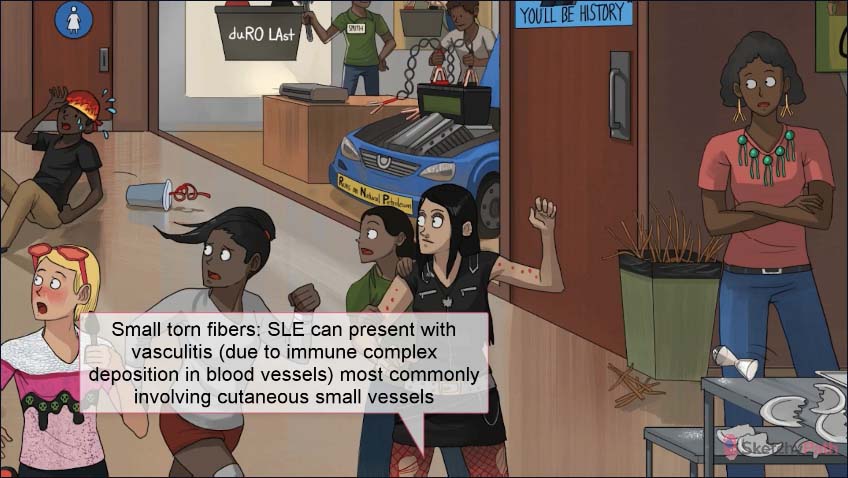 YOU'LL BE HISTORY
duRO LAst
SMITH
Runs on Natural Petroleum
Small torn fibers: SLE can present with
vasculitis (due to immune complex
deposition in blood vessels) most commonly
involving cutaneous small vessels